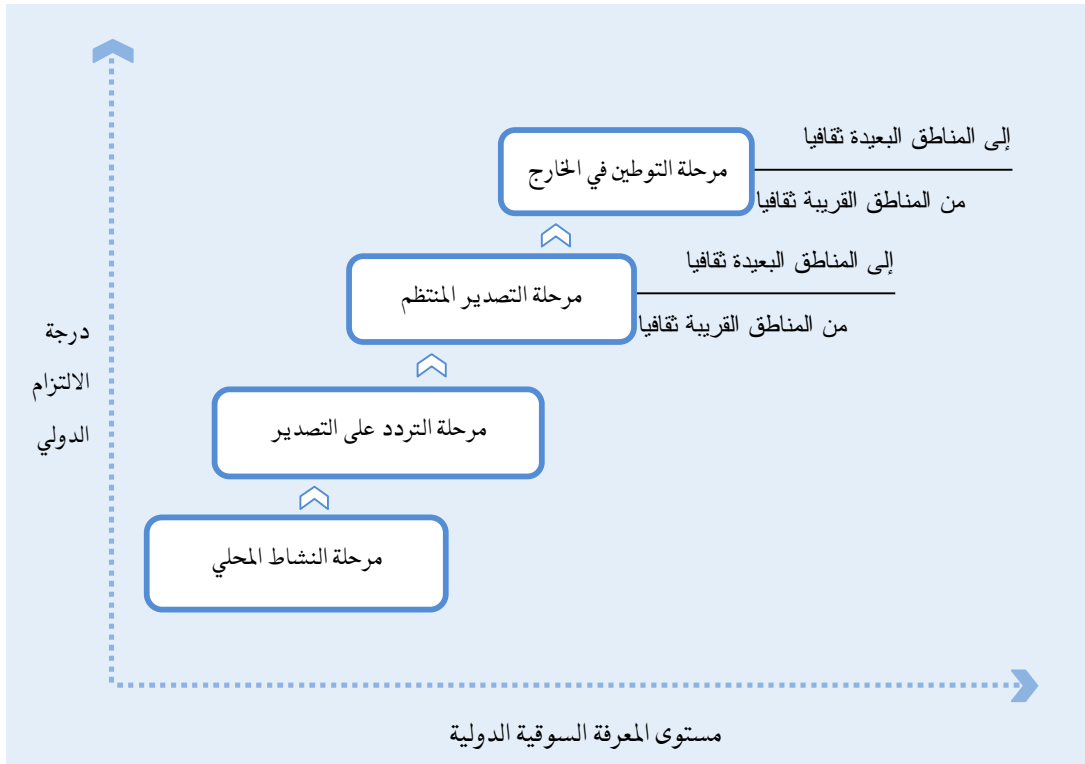 إلى المناطق البعيدة ثقافيا
مرحلة التوطين في الخارج
من المناطق القريبة ثقافيا
إلى المناطق البعيدة ثقافيا
مرحلة التصدير المنتظم
من المناطق القريبة ثقافيا
درجة
الالتزام
الدولي
مرحلة التردد على التصدير
مرحلة النشاط المحلي
مستوى المعرفة السوقية الدولية